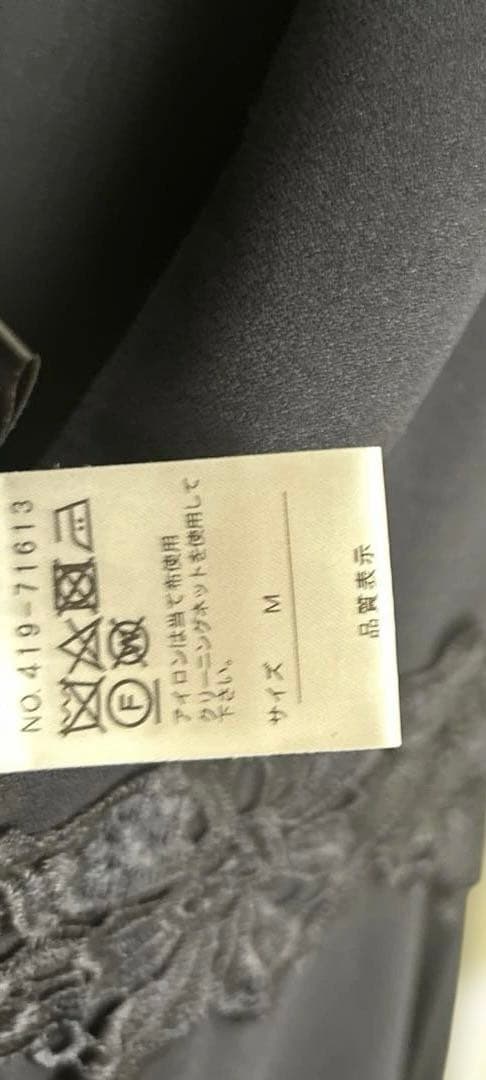 品質表示
サイズ M
アイロンは当て布使用
クリーニングネットを使用して
下さい。
F W
NO. 419-71613